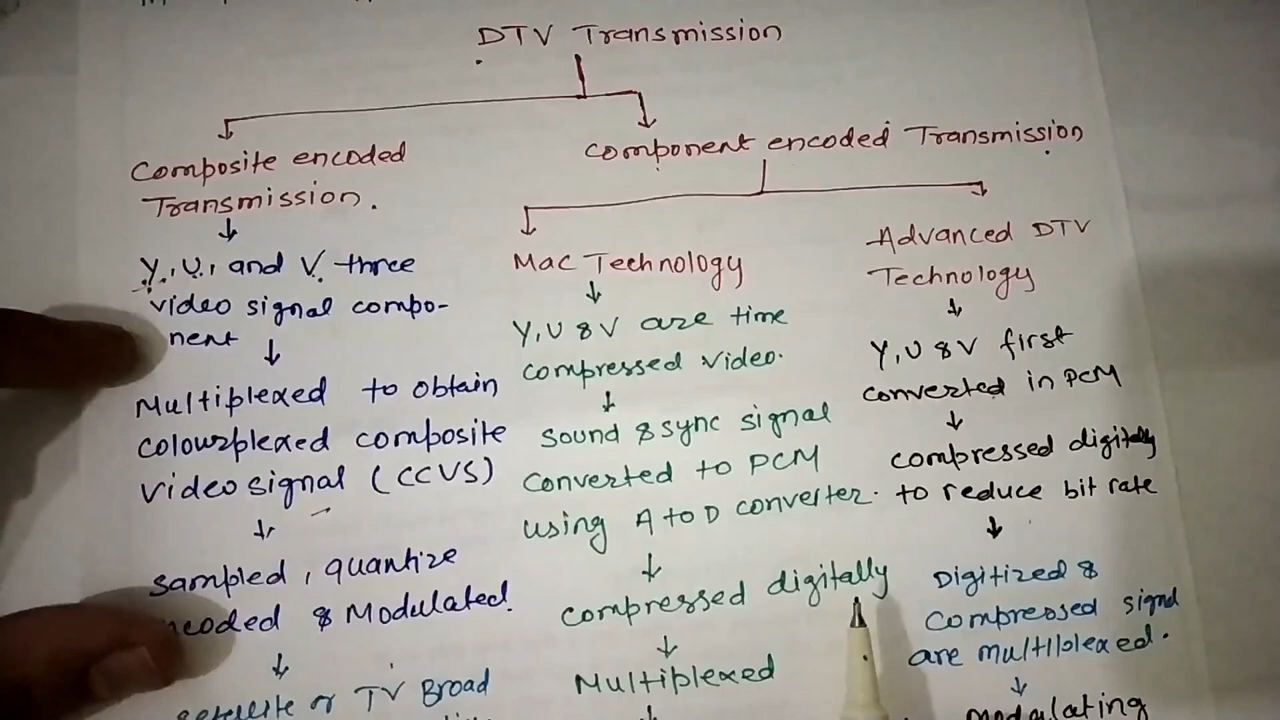 DTV Transmission
Composite encoded
Transmission.
Y, U, and V three
video signal compo-
nent
Multiplexed to obtain
colourplexed composite
video signal (CCVS)
sampled, quantize
ncoded & Modulated.
or TV Broad
Component encoded Transmission
Mac Technology
Y, U & V are time
compressed video.
sound & sync signal
converted to PCM
using A to D converter.
compressed digitally
Multiplexed
Advanced DTV
Technology
Y, U & V first
converted in PCM
compressed digitally
to reduce bit rate
Digitized &
compressed signal
are multiplexed.
modulating